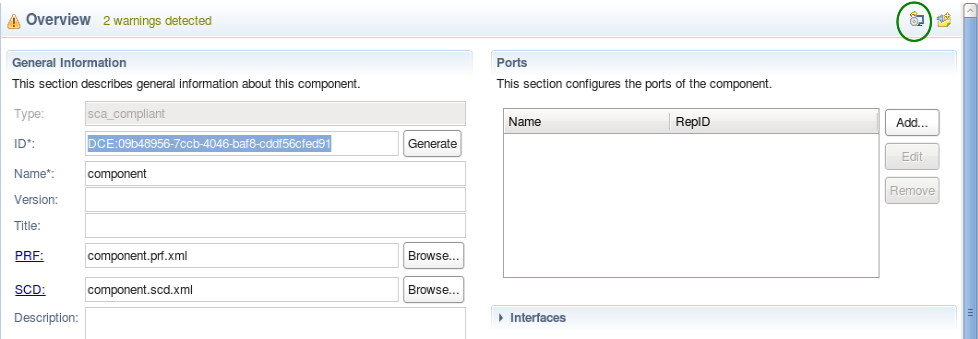 Overview 2 warnings detected
General Information
This section describes general information about this component.
Type: sca_compliant
ID*: DCE:09b48956-7ccb-4046-baf8-cddf56cfed91 Generate
Name*: component
Version:
Title:
PRF: component.prf.xml Browse...
SCD: component.scd.xml Browse...
Description:
Ports
This section configures the ports of the component.
Name RepID
Add...
Edit
Remove
Interfaces